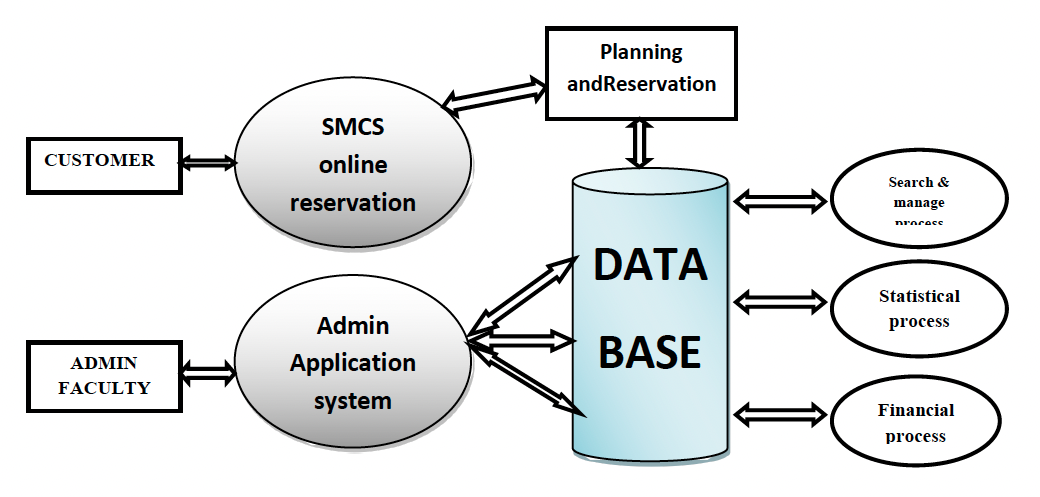 Planning
andReservation
SMCS
online
reservation
CUSTOMER
Search &
manage
process
DATA
BASE
Statistical
process
Admin
Application
system
ADMIN
FACULTY
Financial
process